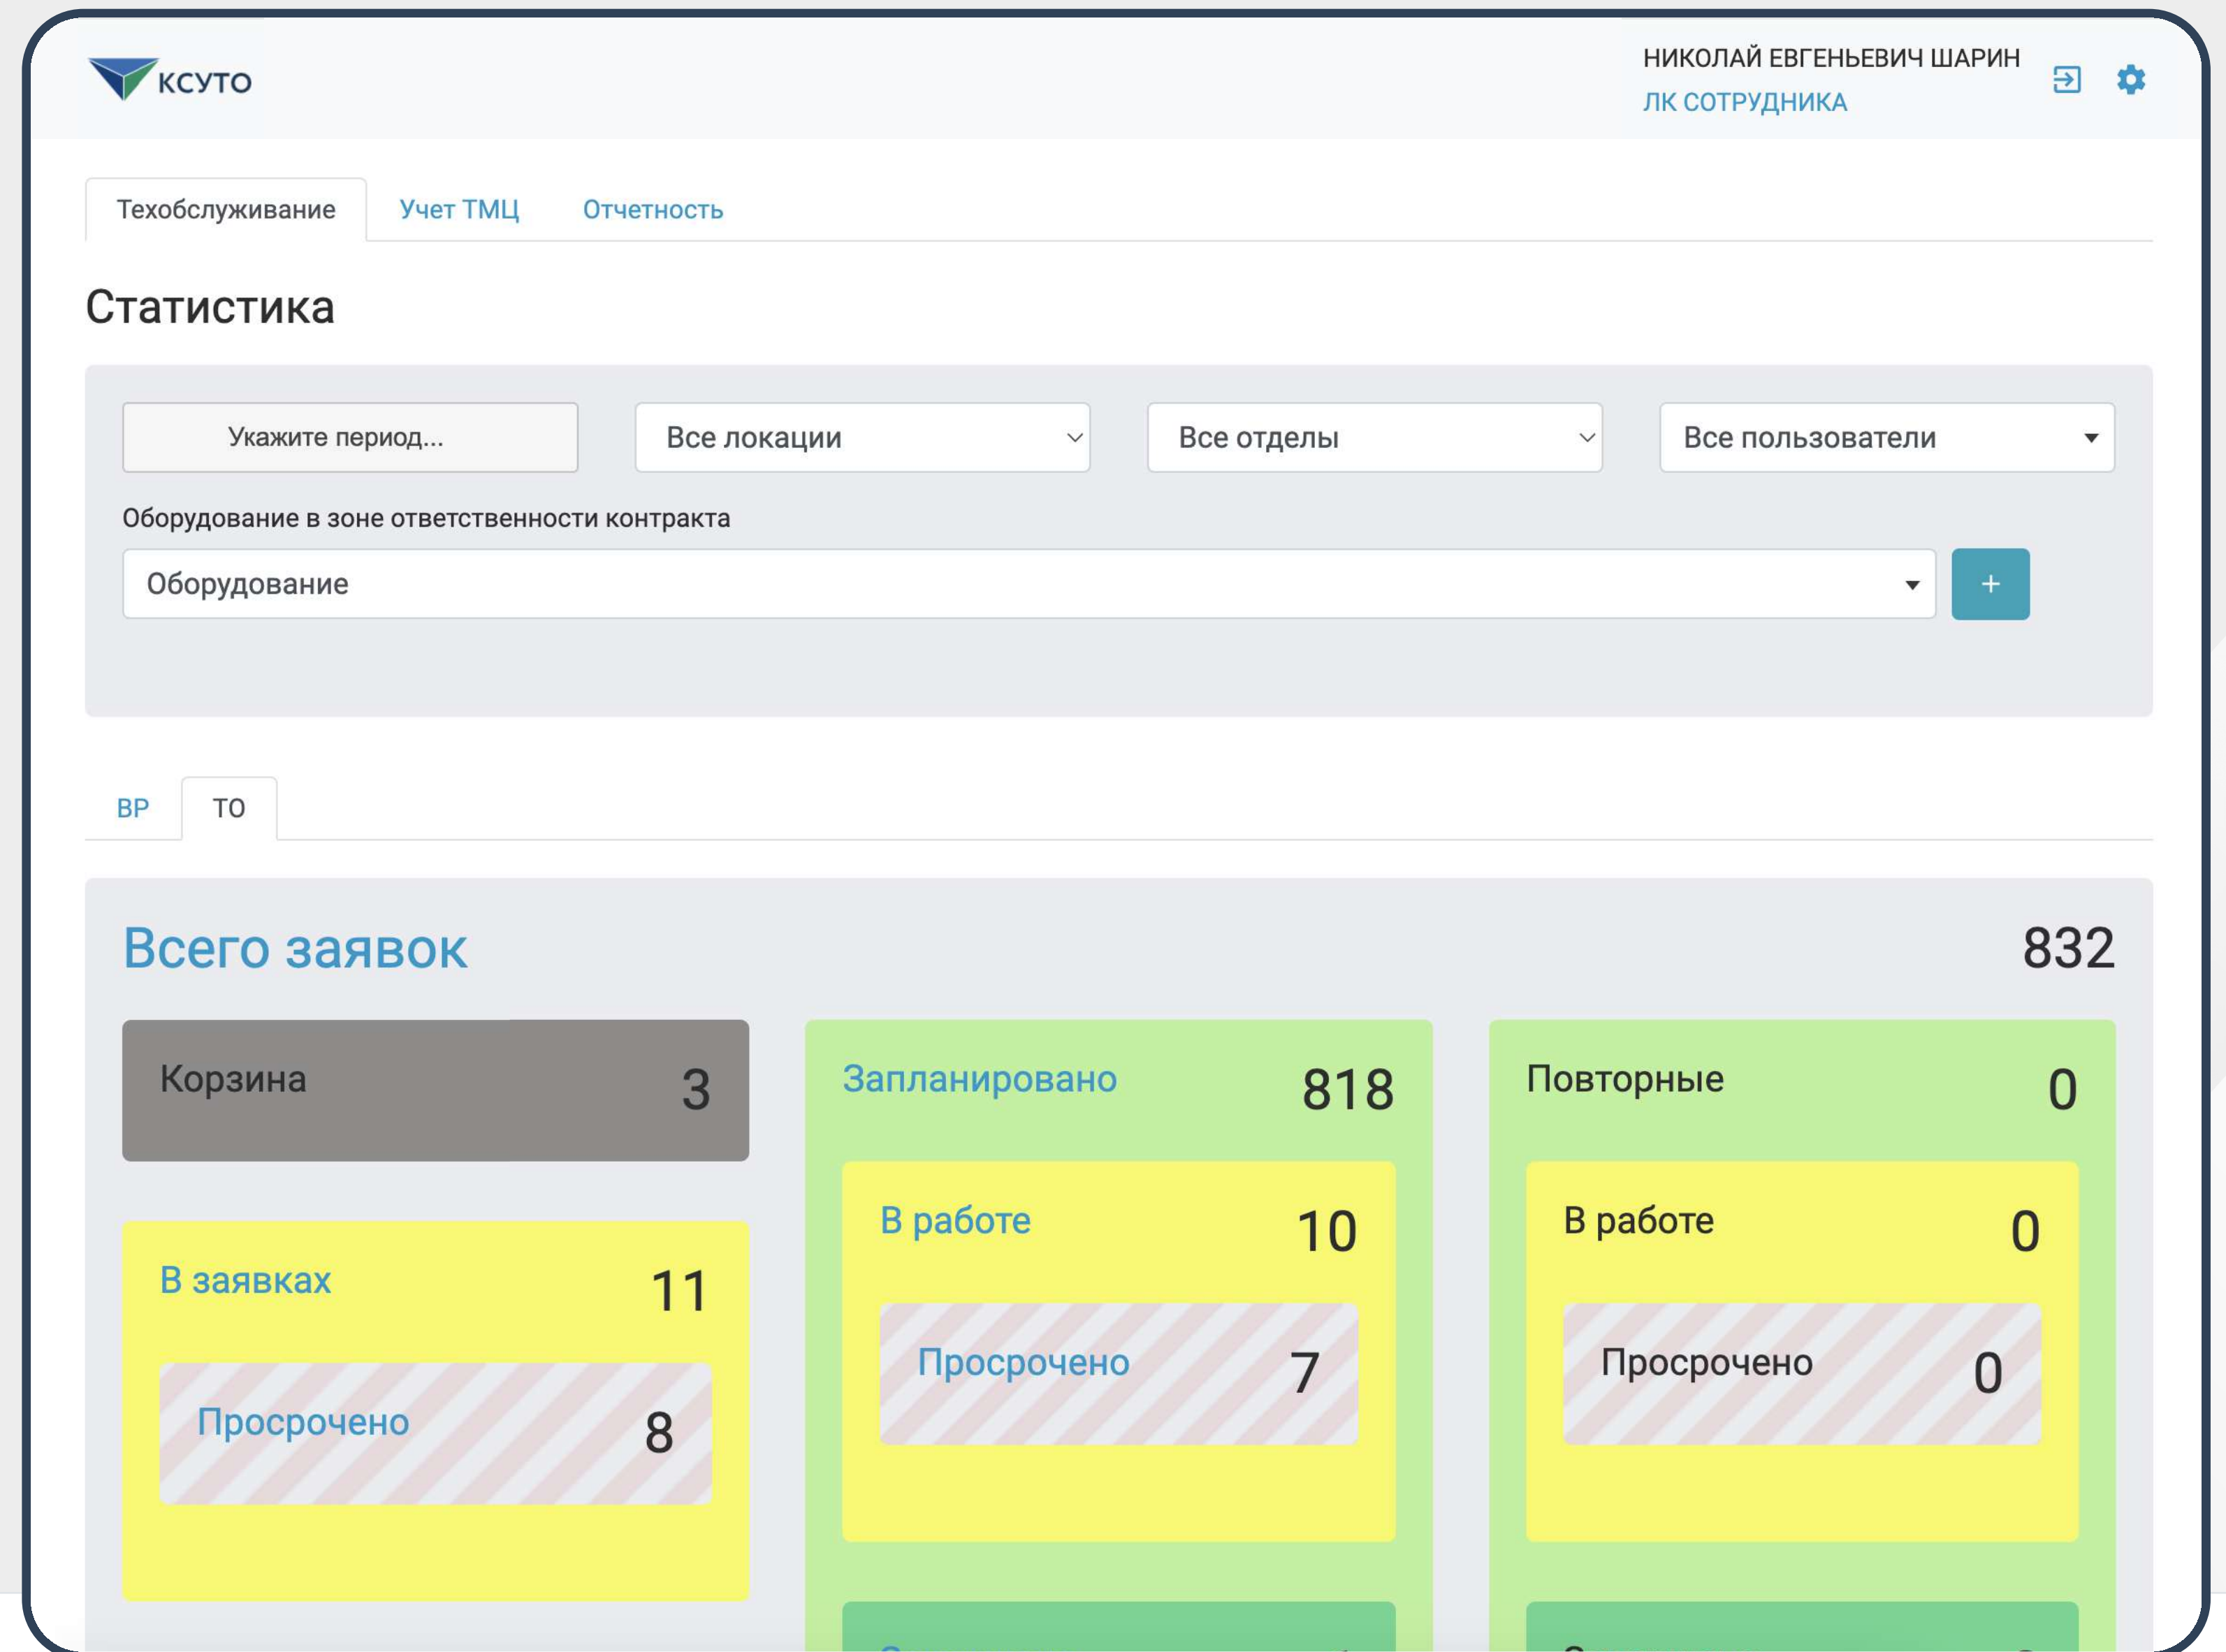 КСУТО
НИКОЛАЙ ЕВГЕНЬЕВИЧ ШАРИН
ЛК СОТРУДНИКА
Техобслуживание
Учет ТМЦ
Отчетность
Статистика
Укажите период...
Все локации
Все отделы
Все пользователи
Оборудование в зоне ответственности контракта
Оборудование
+
ВР
ТО
Всего заявок 832
Корзина 3
В заявках 11
Просрочено 8
Запланировано 818
В работе 10
Просрочено 7
Повторные 0
В работе 0
Просрочено 0